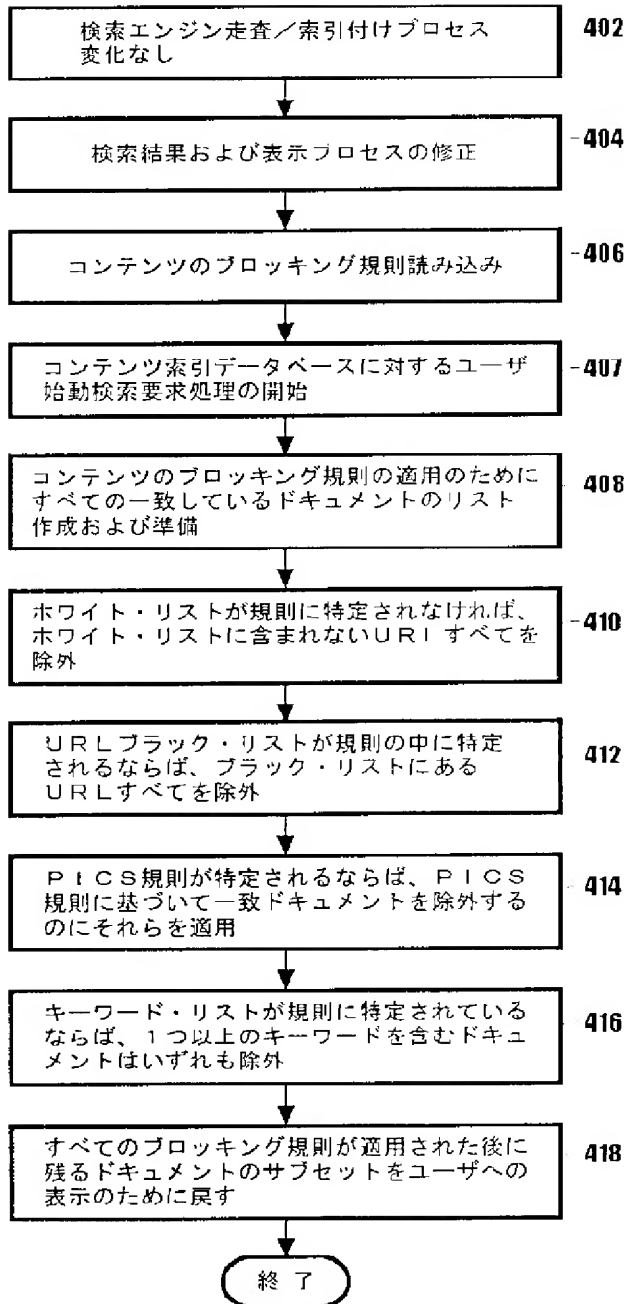 検索エンジン走査／索引付けプロセス
変化なし
402
検索結果および表示プロセスの修正
404
コンテンツのブロッキング規則読み込み
406
コンテンツ索引データベースに対するユーザ
始動検索要求処理の開始
407
コンテンツのブロッキング規則の適用のために
すべての一致しているドキュメントのリスト
作成および準備
408
ホワイト・リストが規則に特定されなければ、
ホワイト・リストに含まれないURLすべてを
除外
410
URLブラック・リストが規則の中に特定
されるならば、ブラック・リストにある
URLすべてを除外
412
PICS規則が特定されるならば、PICS
規則に基づいて一致ドキュメントを除外する
のにそれらを適用
414
キーワード・リストが規則に特定されている
ならば、1つ以上のキーワードを含むドキュ
メントはいずれも除外
416
すべてのブロッキング規則が適用された後に
残るドキュメントのサブセットをユーザへの
表示のために戻す
418
終了